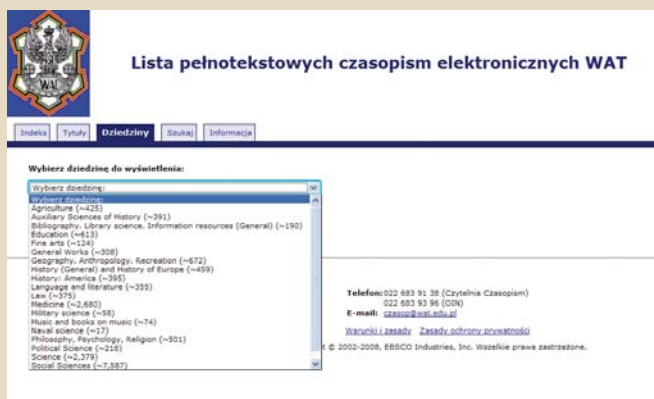 WAT
Lista pełnotekstowych czasopism elektronicznych WAT
Indeks Tytuły Dziedziny Szukaj Informacja
Wybierz dziedzinę do wyświetlenia:
Wybierz dziedzinę:
Wybierz dziedzinę:
Agriculture (~425)
Auxiliary Sciences of History (~391)
Bibliography. Library science. Information resources (General) (~190)
Education (~613)
Fine arts (~124)
General Works (~308)
Geography. Anthropology. Recreation (~672)
History (General) and History of Europe (~459)
History: America (~395)
Language and literature (~355)
Law (~375)
Medicine (~2,680)
Military science (~58)
Music and books on music (~74)
Naval science (~17)
Philosophy, Psychology, Religion (~501)
Political Science (~218)
Science (~2,379)
Social Sciences (~7,587)
Telefon: 022 683 91 38 (Czytelnia Czasopism)
022 683 93 96 (OIN)
E-mail: czasop@wat.edu.pl
Warunki i zasady Zasady ochrony prywatności
t © 2002-2008, EBSCO Industries, Inc. Wszelkie prawa zastrzeżone.